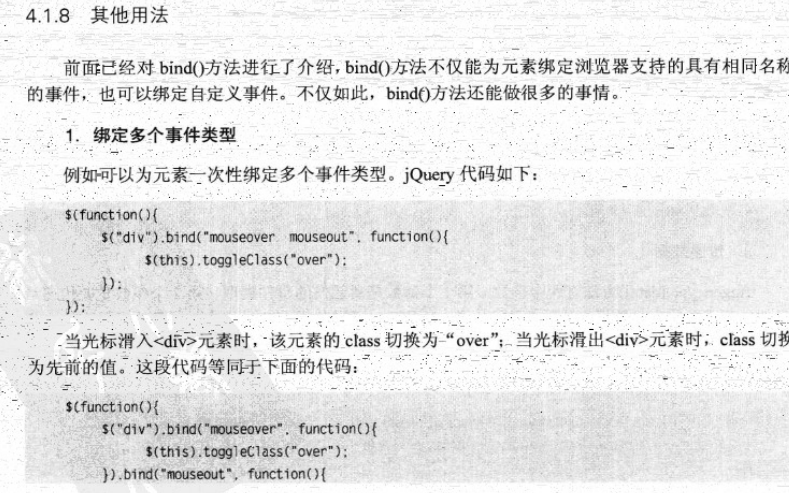 4.1.8 其他用法
前面已经对 bind()方法进行了介绍，bind()方法不仅能为元素绑定浏览器支持的具有相同名称
的事件，也可以绑定自定义事件。不仅如此，bind()方法还能做很多的事情。
1. 绑定多个事件类型
例如可以为元素一次性绑定多个事件类型。jQuery 代码如下：
$(function(){
$("div").bind("mouseover mouseout", function(){
$(this).toggleClass("over");
});
});
当光标滑入<div>元素时，该元素的 class 切换为“over”；当光标滑出<div>元素时，class 切换
为先前的值。这段代码等同于下面的代码：
$(function(){
$("div").bind("mouseover", function(){
$(this).toggleClass("over");
}).bind("mouseout", function(){